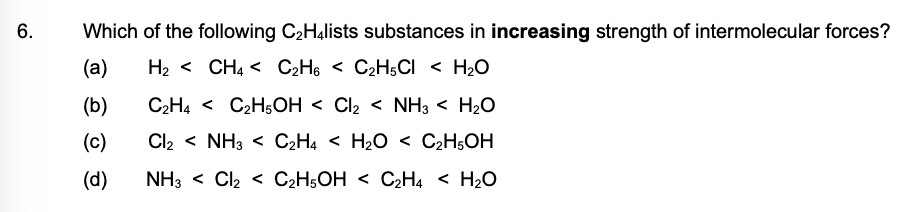 6. Which of the following C₂H₄lists substances in increasing strength of intermolecular forces?
(a) H₂ < CH₄ < C₂H₆ < C₂H₅Cl < H₂O
(b) C₂H₄ < C₂H₅OH < Cl₂ < NH₃ < H₂O
(c) Cl₂ < NH₃ < C₂H₄ < H₂O < C₂H₅OH
(d) NH₃ < Cl₂ < C₂H₅OH < C₂H₄ < H₂O